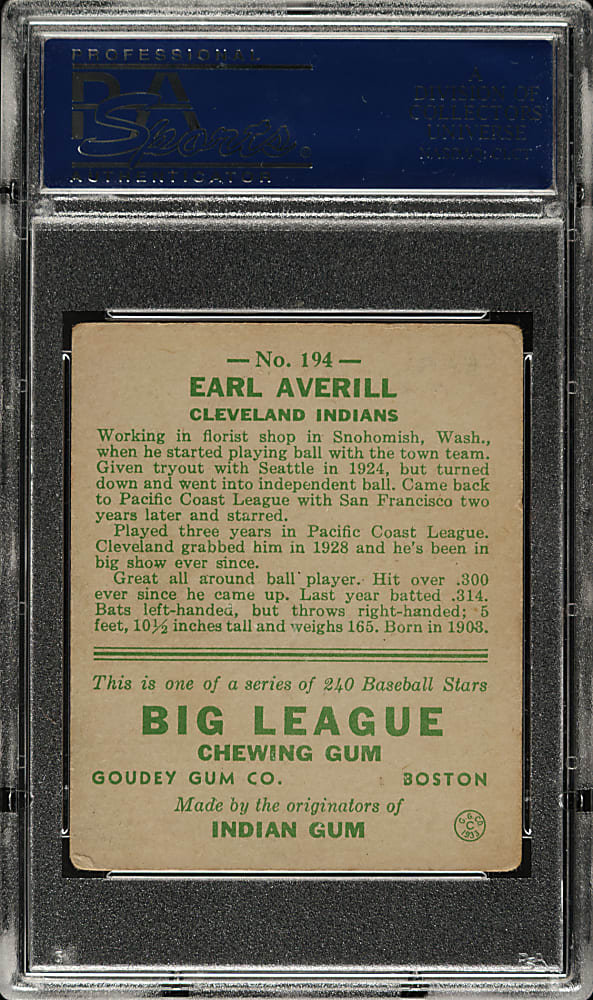 PROFESSIONAL
PSA
Sports.
AUTHENTICATOR
A
DIVISION OF
COLLECTORS
UNIVERSE
— No. 194 —
EARL AVERILL
CLEVELAND INDIANS
Working in florist shop in Snohomish, Wash.,
when he started playing ball with the town team.
Given tryout with Seattle in 1924, but turned
down and went into independent ball. Came back
to Pacific Coast League with San Francisco two
years later and starred.
Played three years in Pacific Coast League.
Cleveland grabbed him in 1928 and he's been in
big show ever since.
Great all around ball player. Hit over .300
ever since he came up. Last year batted .314.
Bats left-handed, but throws right-handed; 5
feet, 10½ inches tall and weighs 165. Born in 1903.
This is one of a series of 240 Baseball Stars
BIG LEAGUE
CHEWING GUM
GOUDEY GUM CO. BOSTON
Made by the originators of
INDIAN GUM
G. G. Co.
C
1933
PSA